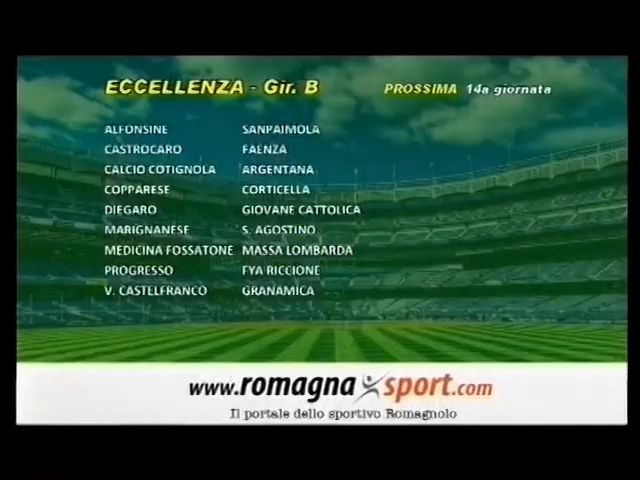 ECCELLENZA - Gir. B PROSSIMA 14a giornata
ALFONSINE SANPAIMOLA
CASTROCARO FAENZA
CALCIO COTIGNOLA ARGENTANA
COPPARESE CORTICELLA
DIEGARO GIOVANE CATTOLICA
MARIGNANESE S. AGOSTINO
MEDICINA FOSSATONE MASSA LOMBARDA
PROGRESSO FYA RICCIONE
V. CASTELFRANCO GRANAMICA
www.romagnasport.com
Il portale dello sportivo Romagnolo